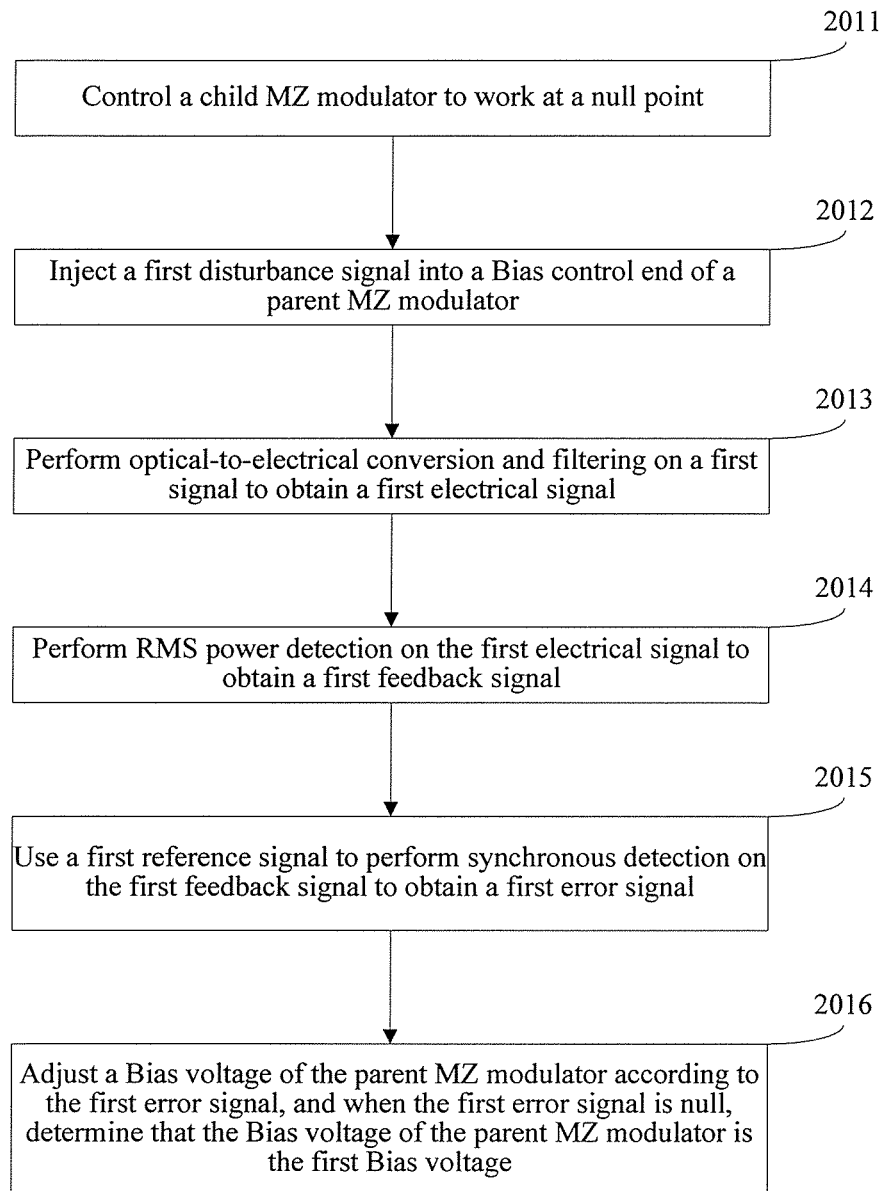 2011
Control a child MZ modulator to work at a null point
2012
Inject a first disturbance signal into a Bias control end of a
parent MZ modulator
2013
Perform optical-to-electrical conversion and filtering on a first
signal to obtain a first electrical signal
2014
Perform RMS power detection on the first electrical signal to
obtain a first feedback signal
2015
Use a first reference signal to perform synchronous detection on
the first feedback signal to obtain a first error signal
2016
Adjust a Bias voltage of the parent MZ modulator according to
the first error signal, and when the first error signal is null,
determine that the Bias voltage of the parent MZ modulator is
the first Bias voltage